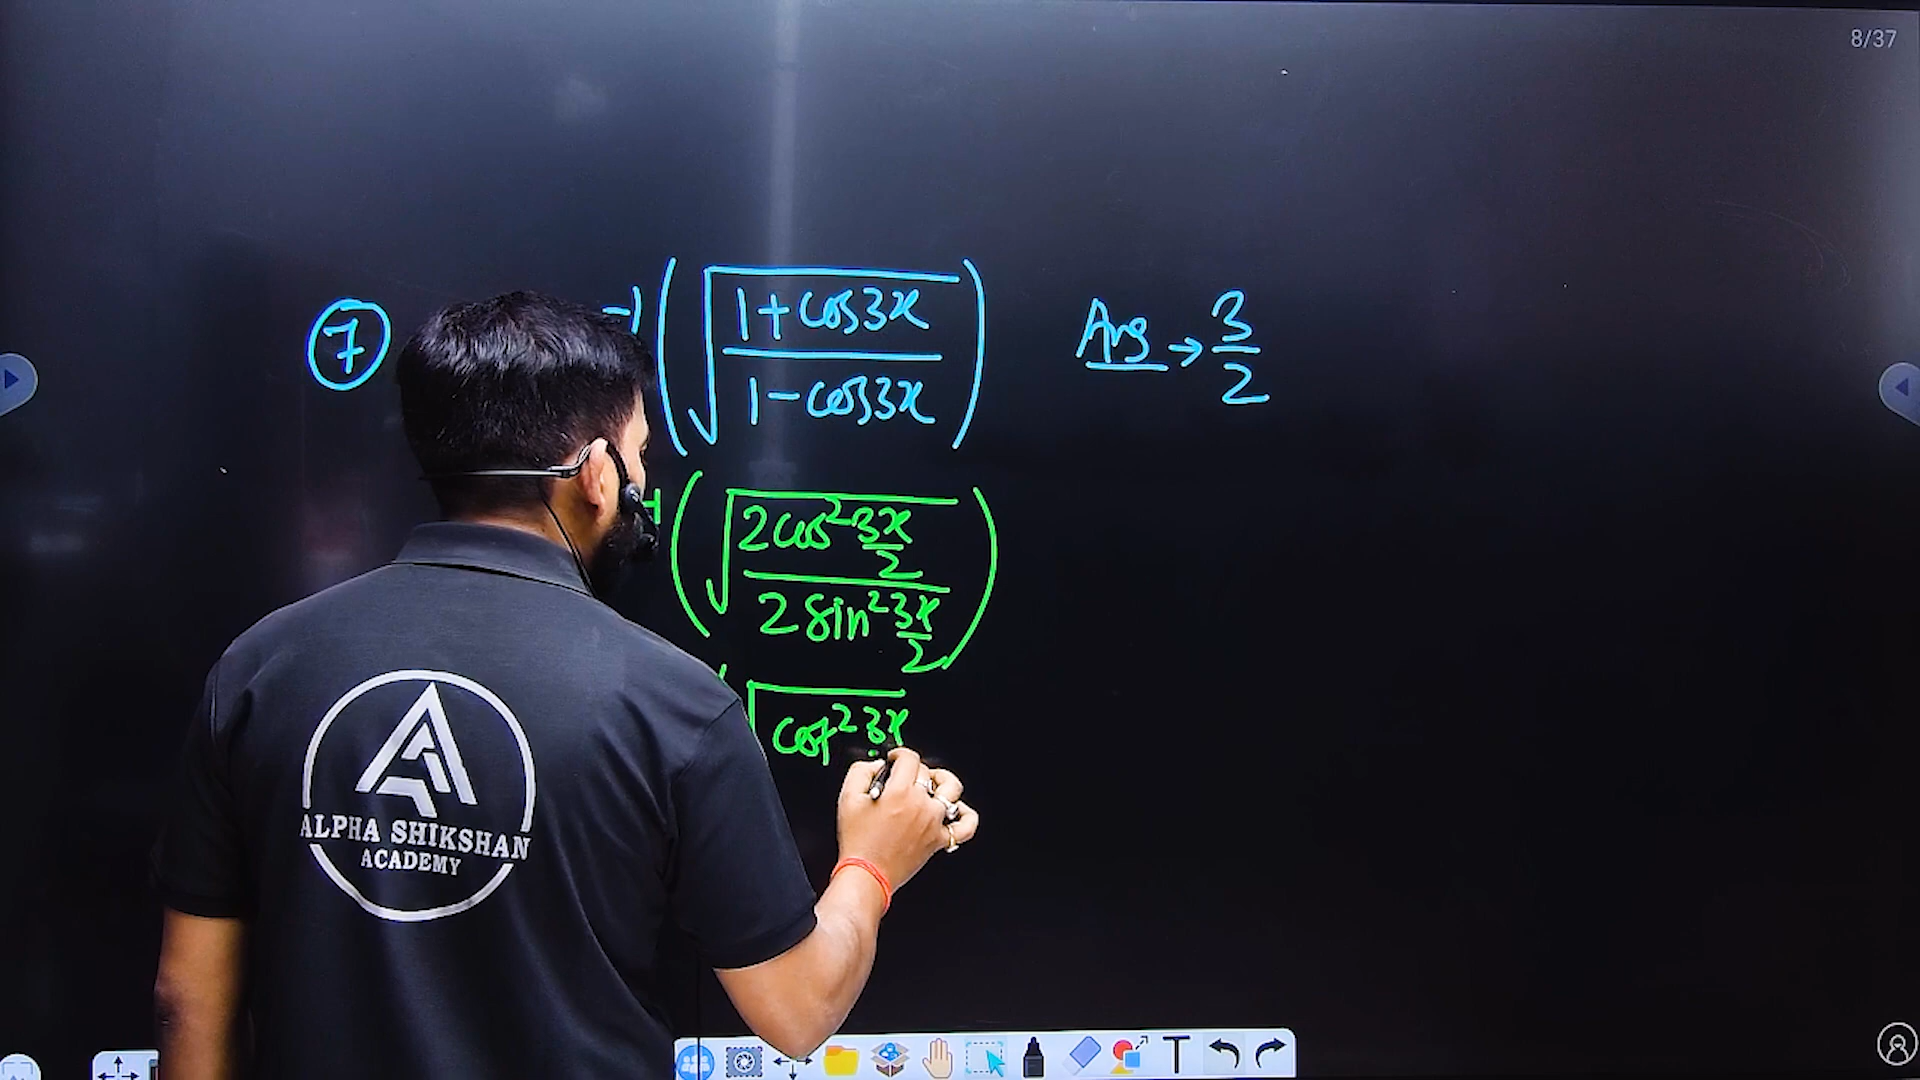 8/37
7 -1 (√(1+cos3x / 1-cos3x)) Ans → 3/2
-1 (√(2cos² 3x/2 / 2sin² 3x/2))
√cot² 3x
ALPHA SHIKSHAN
ACADEMY
T